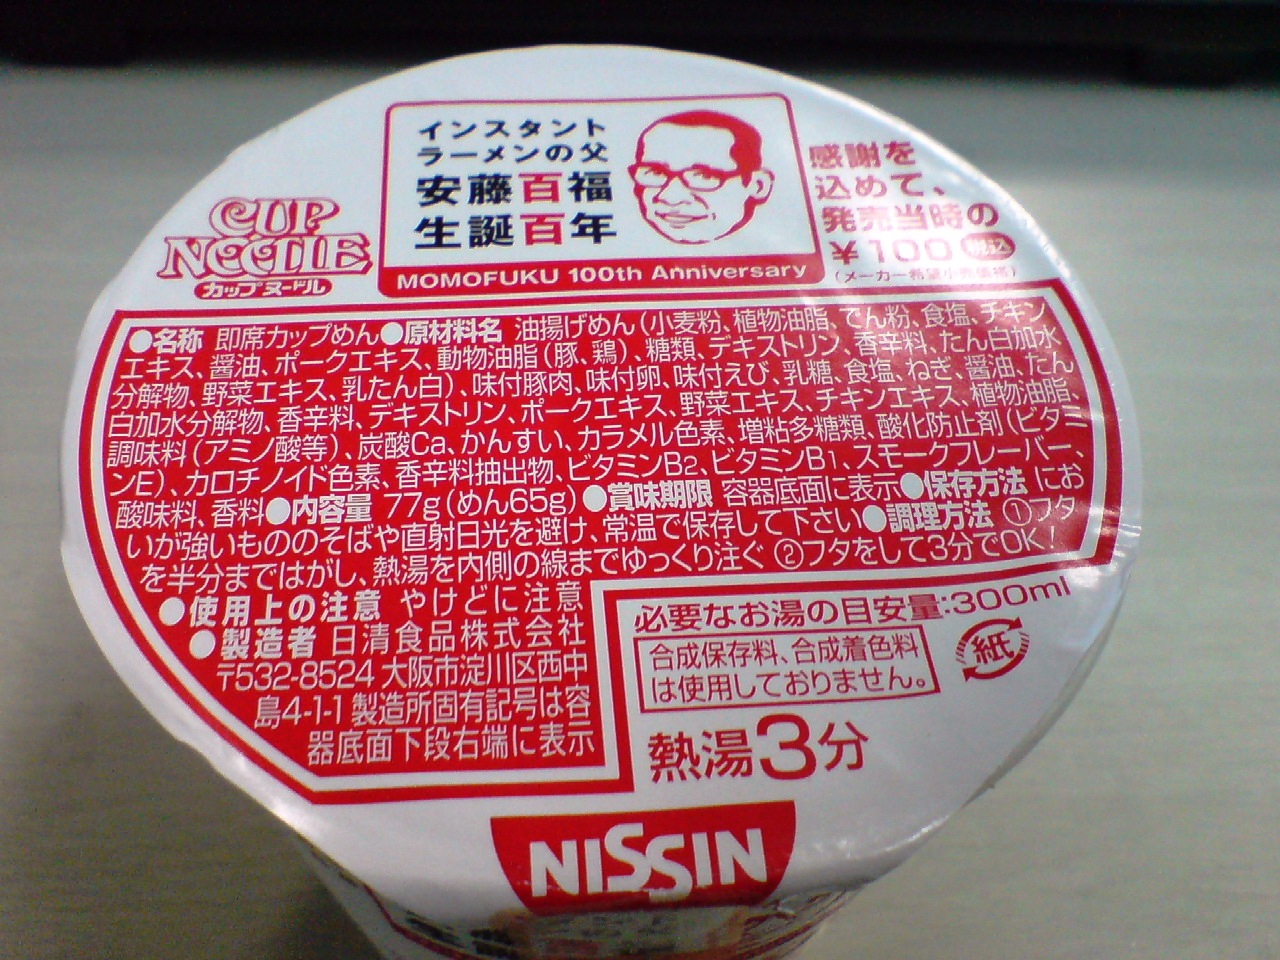 インスタント
ラーメンの父
安藤百福
生誕百年
MOMOFUKU 100th Anniversary
感謝を
込めて、
発売当時の
¥100 税込
(メーカー希望小売価格)
CUP
NOODLE
カップヌードル
●名称 即席カップめん●原材料名 油揚げめん(小麦粉、植物油脂、でん粉、食塩、チキン
エキス、醤油、ポークエキス、動物油脂(豚、鶏)、糖類、デキストリン、香辛料、たん白加水
分解物、野菜エキス、乳たん白)、味付豚肉、味付卵、味付えび、乳糖、食塩、ねぎ、醤油、たん
白加水分解物、香辛料、デキストリン、ポークエキス、野菜エキス、チキンエキス、植物油脂、
調味料(アミノ酸等)、炭酸Ca、かんすい、カラメル色素、増粘多糖類、酸化防止剤(ビタミ
ンE)、カロチノイド色素、香辛料抽出物、ビタミンB2、ビタミンB1、スモークフレーバー、
酸味料、香料●内容量 77g(めん65g)●賞味期限 容器底面に表示●保存方法 にお
いが強いもののそばや直射日光を避け、常温で保存して下さい●調理方法 ①フタ
を半分まではがし、熱湯を内側の線までゆっくり注ぐ ②フタをして3分でOK!
●使用上の注意 やけどに注意
●製造者 日清食品株式会社
〒532-8524 大阪市淀川区西中
島4-1-1 製造所固有記号は容
器底面下段右端に表示
必要なお湯の目安量:300ml
合成保存料、合成着色料
は使用しておりません。
紙
熱湯3分
NISSIN